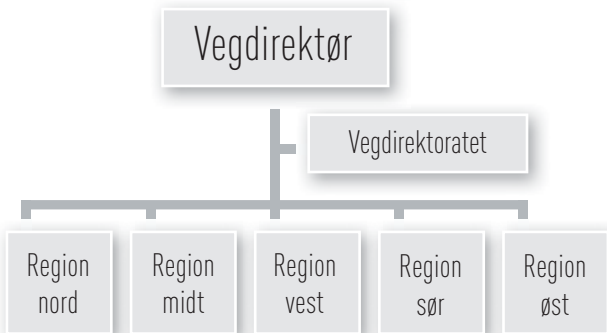 Vegdirektør
Vegdirektoratet
Region
nord
Region
midt
Region
vest
Region
sør
Region
øst